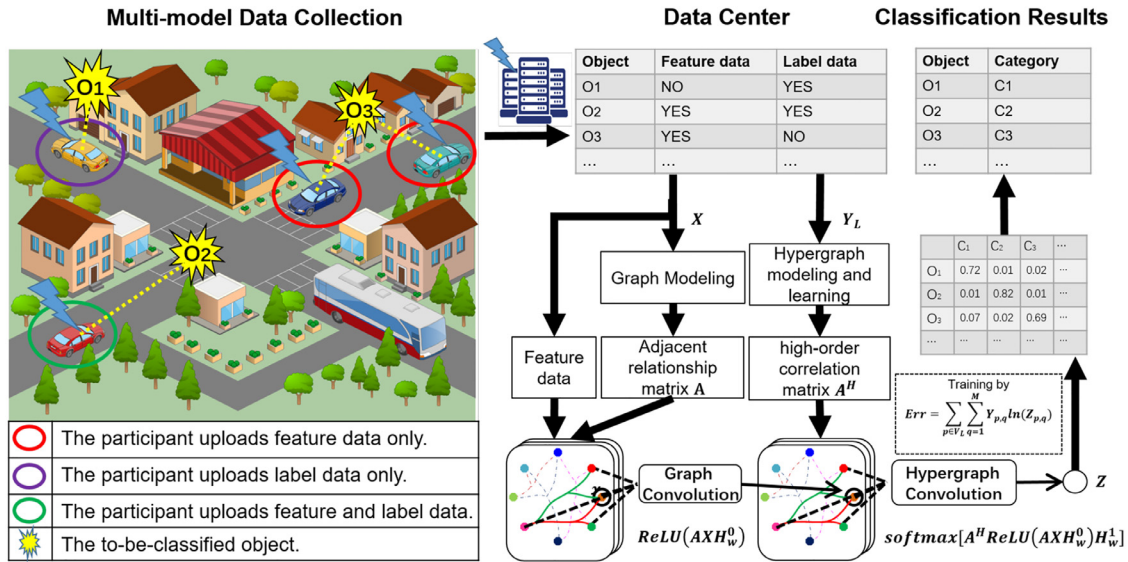 Multi-model Data Collection
Data Center
Classification Results
O1
O3
O2
Object Feature data Label data
O1 NO YES
O2 YES YES
O3 YES NO
... ... ...
Object Category
O1 C1
O2 C2
O3 C3
... ...
X
Y_L
Graph Modeling
Hypergraph
modeling and
learning
Feature
data
Adjacent
relationship
matrix A
high-order
correlation
matrix A^H
C₁ C₂ C₃ ...
O₁ 0.72 0.01 0.02 ...
O₂ 0.01 0.82 0.01 ...
O₃ 0.07 0.02 0.69 ...
... ... ... ...
Training by
Err = ∑_{p∈V_L} ∑_{q=1}^{M} Y_{p,q} ln(Z_{p,q})
The participant uploads feature data only.
The participant uploads label data only.
The participant uploads feature and label data.
The to-be-classified object.
Graph
Convolution
Hypergraph
Convolution
Z
ReLU(AXH_w^0)
softmax[A^H ReLU(AXH_w^0)H_w^1]